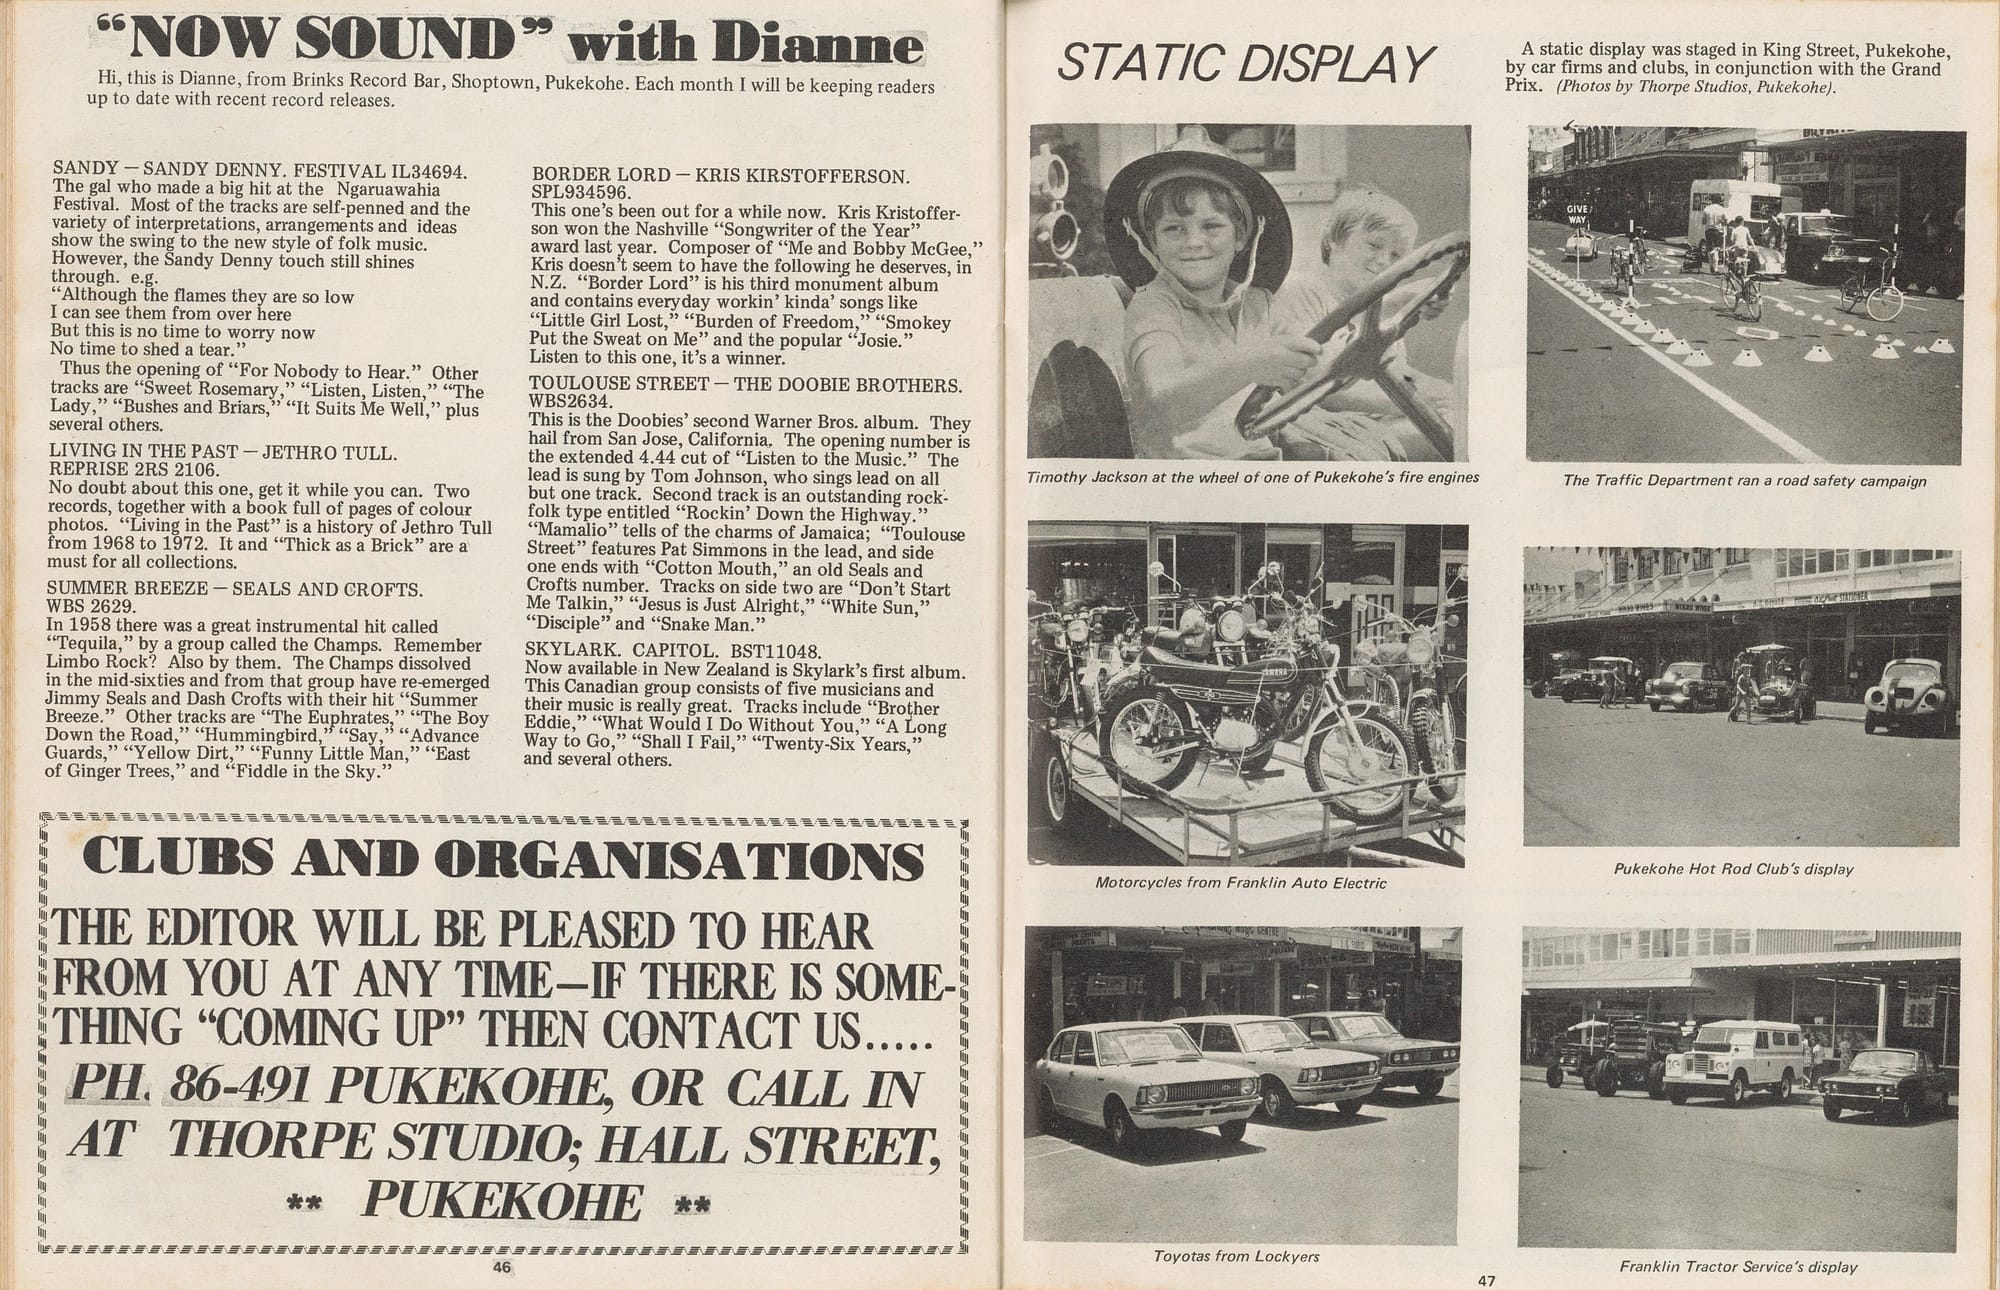 “NOW SOUND” with Dianne
Hi, this is Dianne, from Brinks Record Bar, Shoptown, Pukekohe. Each month I will be keeping readers
up to date with recent record releases.
SANDY — SANDY DENNY. FESTIVAL IL34694.
The gal who made a big hit at the Ngaruawahia
Festival. Most of the tracks are self-penned and the
variety of interpretations, arrangements and ideas
show the swing to the new style of folk music.
However, the Sandy Denny touch still shines
through. e.g.
“Although the flames they are so low
I can see them from over here
But this is no time to worry now
No time to shed a tear.”
Thus the opening of “For Nobody to Hear.” Other
tracks are “Sweet Rosemary,” “Listen, Listen,” “The
Lady,” “Bushes and Briars,” “It Suits Me Well,” plus
several others.
LIVING IN THE PAST — JETHRO TULL.
REPRISE 2RS 2106.
No doubt about this one, get it while you can. Two
records, together with a book full of pages of colour
photos. “Living in the Past” is a history of Jethro Tull
from 1968 to 1972. It and “Thick as a Brick” are a
must for all collections.
SUMMER BREEZE — SEALS AND CROFTS.
WBS 2629.
In 1958 there was a great instrumental hit called
“Tequila,” by a group called the Champs. Remember
Limbo Rock? Also by them. The Champs dissolved
in the mid-sixties and from that group have re-emerged
Jimmy Seals and Dash Crofts with their hit “Summer
Breeze.” Other tracks are “The Euphrates,” “The Boy
Down the Road,” “Hummingbird,” “Say,” “Advance
Guards,” “Yellow Dirt,” “Funny Little Man,” “East
of Ginger Trees,” and “Fiddle in the Sky.”
BORDER LORD — KRIS KIRSTOFFERSON.
SPL934596.
This one’s been out for a while now. Kris Kristoffer-
son won the Nashville “Songwriter of the Year”
award last year. Composer of “Me and Bobby McGee,”
Kris doesn’t seem to have the following he deserves, in
N.Z. “Border Lord” is his third monument album
and contains everyday workin’ kinda’ songs like
“Little Girl Lost,” “Burden of Freedom,” “Smokey
Put the Sweat on Me” and the popular “Josie.”
Listen to this one, it’s a winner.
TOULOUSE STREET — THE DOOBIE BROTHERS.
WBS2634.
This is the Doobies’ second Warner Bros. album. They
hail from San Jose, California. The opening number is
the extended 4.44 cut of “Listen to the Music.” The
lead is sung by Tom Johnson, who sings lead on all
but one track. Second track is an outstanding rock-
folk type entitled “Rockin’ Down the Highway.”
“Mamalio” tells of the charms of Jamaica; “Toulouse
Street” features Pat Simmons in the lead, and side
one ends with “Cotton Mouth,” an old Seals and
Crofts number. Tracks on side two are “Don’t Start
Me Talkin,” “Jesus is Just Alright,” “White Sun,”
“Disciple” and “Snake Man.”
SKYLARK. CAPITOL. BST11048.
Now available in New Zealand is Skylark’s first album.
This Canadian group consists of five musicians and
their music is really great. Tracks include “Brother
Eddie,” “What Would I Do Without You,” “A Long
Way to Go,” “Shall I Fail,” “Twenty-Six Years,”
and several others.
CLUBS AND ORGANISATIONS
THE EDITOR WILL BE PLEASED TO HEAR
FROM YOU AT ANY TIME—IF THERE IS SOME-
THING “COMING UP” THEN CONTACT US.....
PH. 86-491 PUKEKOHE, OR CALL IN
AT THORPE STUDIO; HALL STREET,
** PUKEKOHE **
46
STATIC DISPLAY
A static display was staged in King Street, Pukekohe,
by car firms and clubs, in conjunction with the Grand
Prix. (Photos by Thorpe Studios, Pukekohe).
Timothy Jackson at the wheel of one of Pukekohe’s fire engines
GIVE
WAY
The Traffic Department ran a road safety campaign
YAMAHA
Motorcycles from Franklin Auto Electric
STATIONER
Pukekohe Hot Rod Club’s display
MUSIC CENTRE
Toyotas from Lockyers
Franklin Tractor Service’s display
47